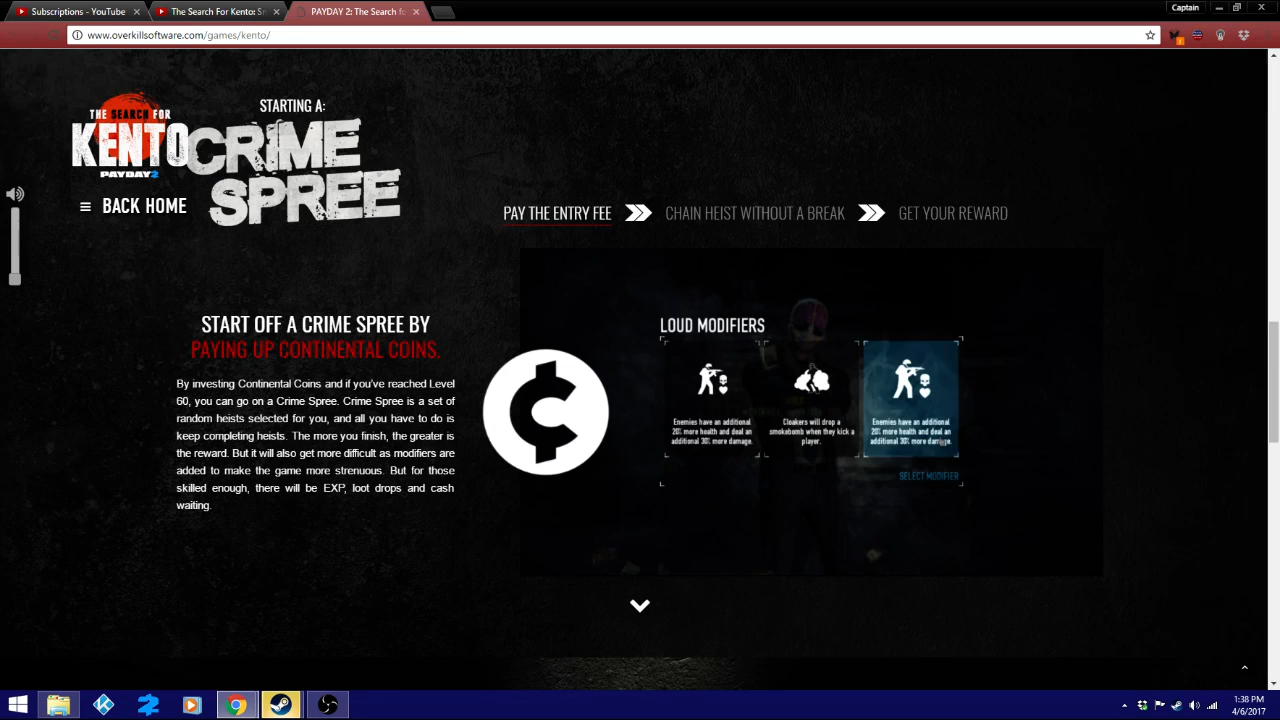 Subscriptions - YouTube
The Search For Kento: S
PAYDAY 2: The Search fo
Captain
www.overkillsoftware.com/games/kento/
THE SEARCH FOR
KENTO
PAYDAY 2
STARTING A:
CRIME
SPREE
BACK HOME
PAY THE ENTRY FEE
CHAIN HEIST WITHOUT A BREAK
GET YOUR REWARD
START OFF A CRIME SPREE BY
PAYING UP CONTINENTAL COINS.
By investing Continental Coins and if you've reached Level
60, you can go on a Crime Spree. Crime Spree is a set of
random heists selected for you, and all you have to do is
keep completing heists. The more you finish, the greater is
the reward. But it will also get more difficult as modifiers are
added to make the game more strenuous. But for those
skilled enough, there will be EXP, loot drops and cash
waiting.
LOUD MODIFIERS
Enemies have an additional
20% more health and deal an
additional 30% more damage.
Cloakers will drop a
smokebomb when they kick a
player.
Enemies have an additional
20% more health and deal an
additional 30% more damage.
SELECT MODIFIER
1:38 PM
4/6/2017